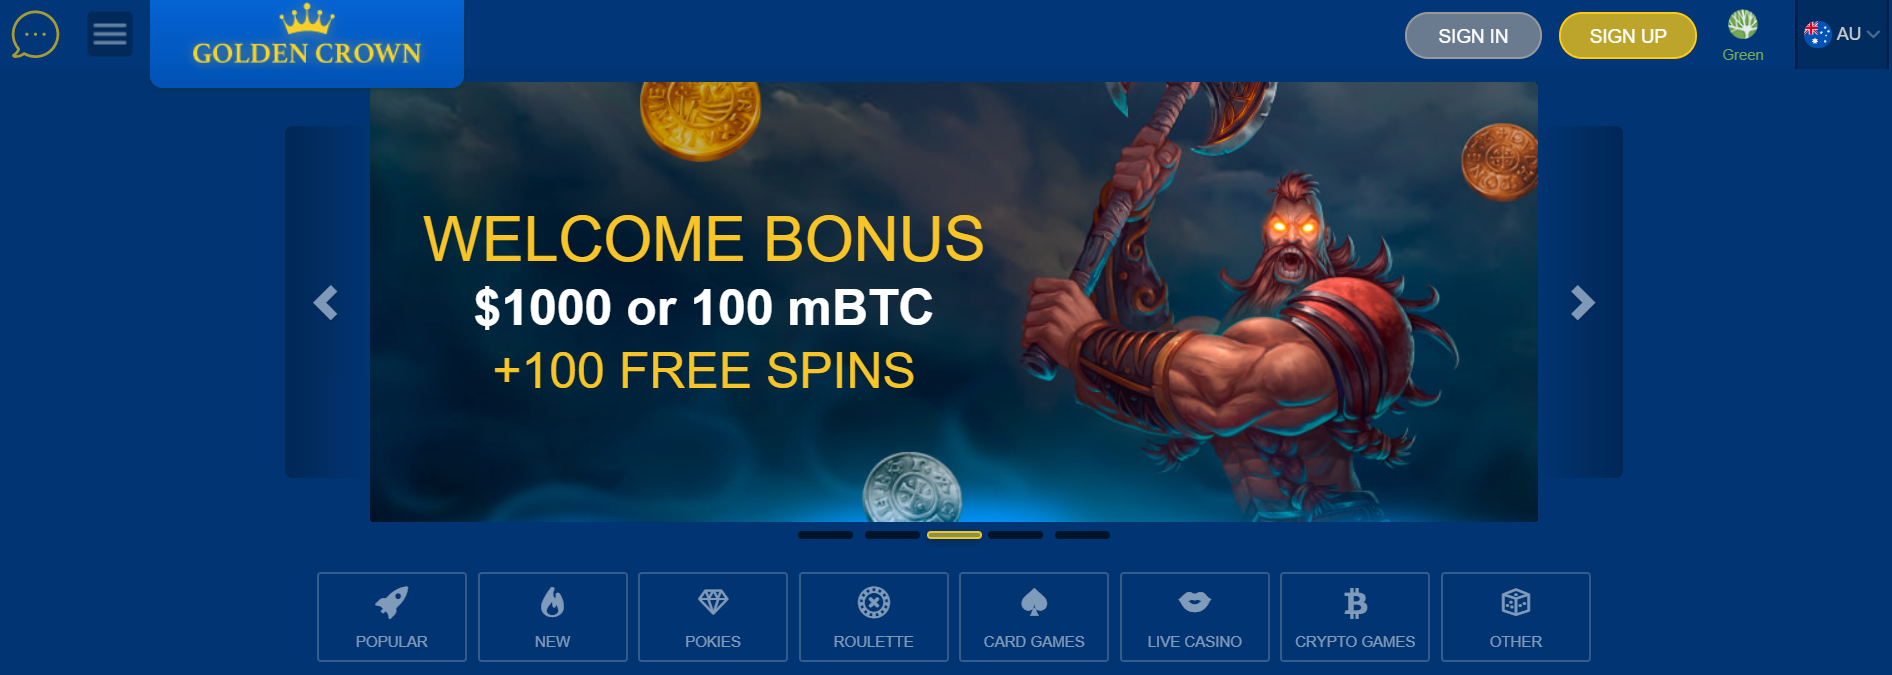 GOLDEN CROWN
SIGN IN
SIGN UP
Green
AU
WELCOME BONUS
$1000 or 100 mBTC
+100 FREE SPINS
POPULAR
NEW
POKIES
ROULETTE
CARD GAMES
LIVE CASINO
CRYPTO GAMES
OTHER